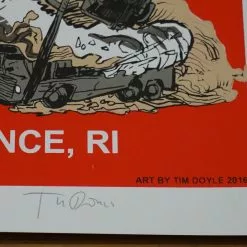 NCE, RI
ART BY TIM DOYLE 2016